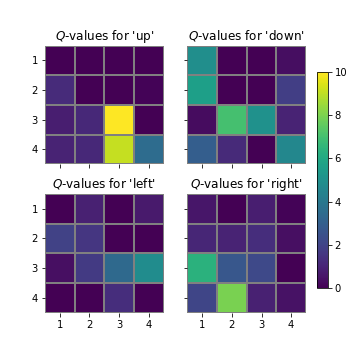 Q-values for 'up'
Q-values for 'down'
1
2
3
4
10
8
6
4
2
0
Q-values for 'left'
Q-values for 'right'
1
2
3
4
1 2 3 4
1 2 3 4